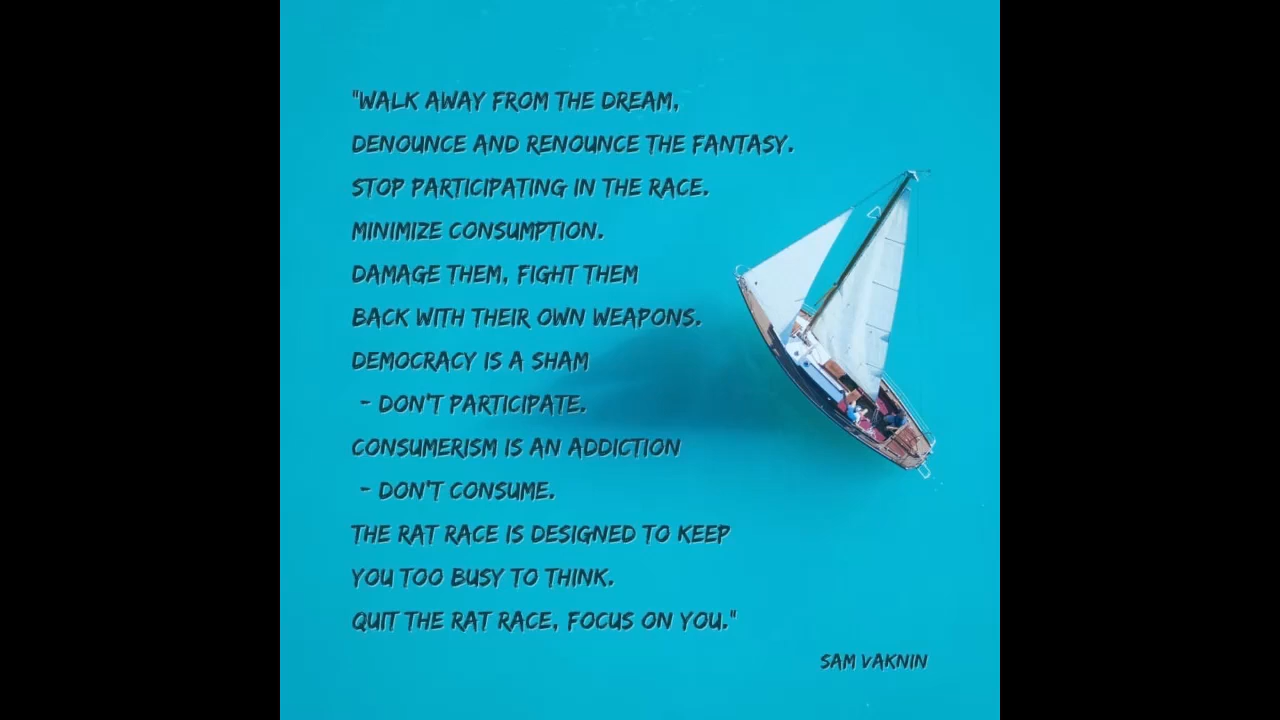 "WALK AWAY FROM THE DREAM,
DENOUNCE AND RENOUNCE THE FANTASY.
STOP PARTICIPATING IN THE RACE.
MINIMIZE CONSUMPTION.
DAMAGE THEM, FIGHT THEM
BACK WITH THEIR OWN WEAPONS.
DEMOCRACY IS A SHAM
- DON'T PARTICIPATE.
CONSUMERISM IS AN ADDICTION
- DON'T CONSUME.
THE RAT RACE IS DESIGNED TO KEEP
YOU TOO BUSY TO THINK.
QUIT THE RAT RACE, FOCUS ON YOU."
SAM VAKNIN